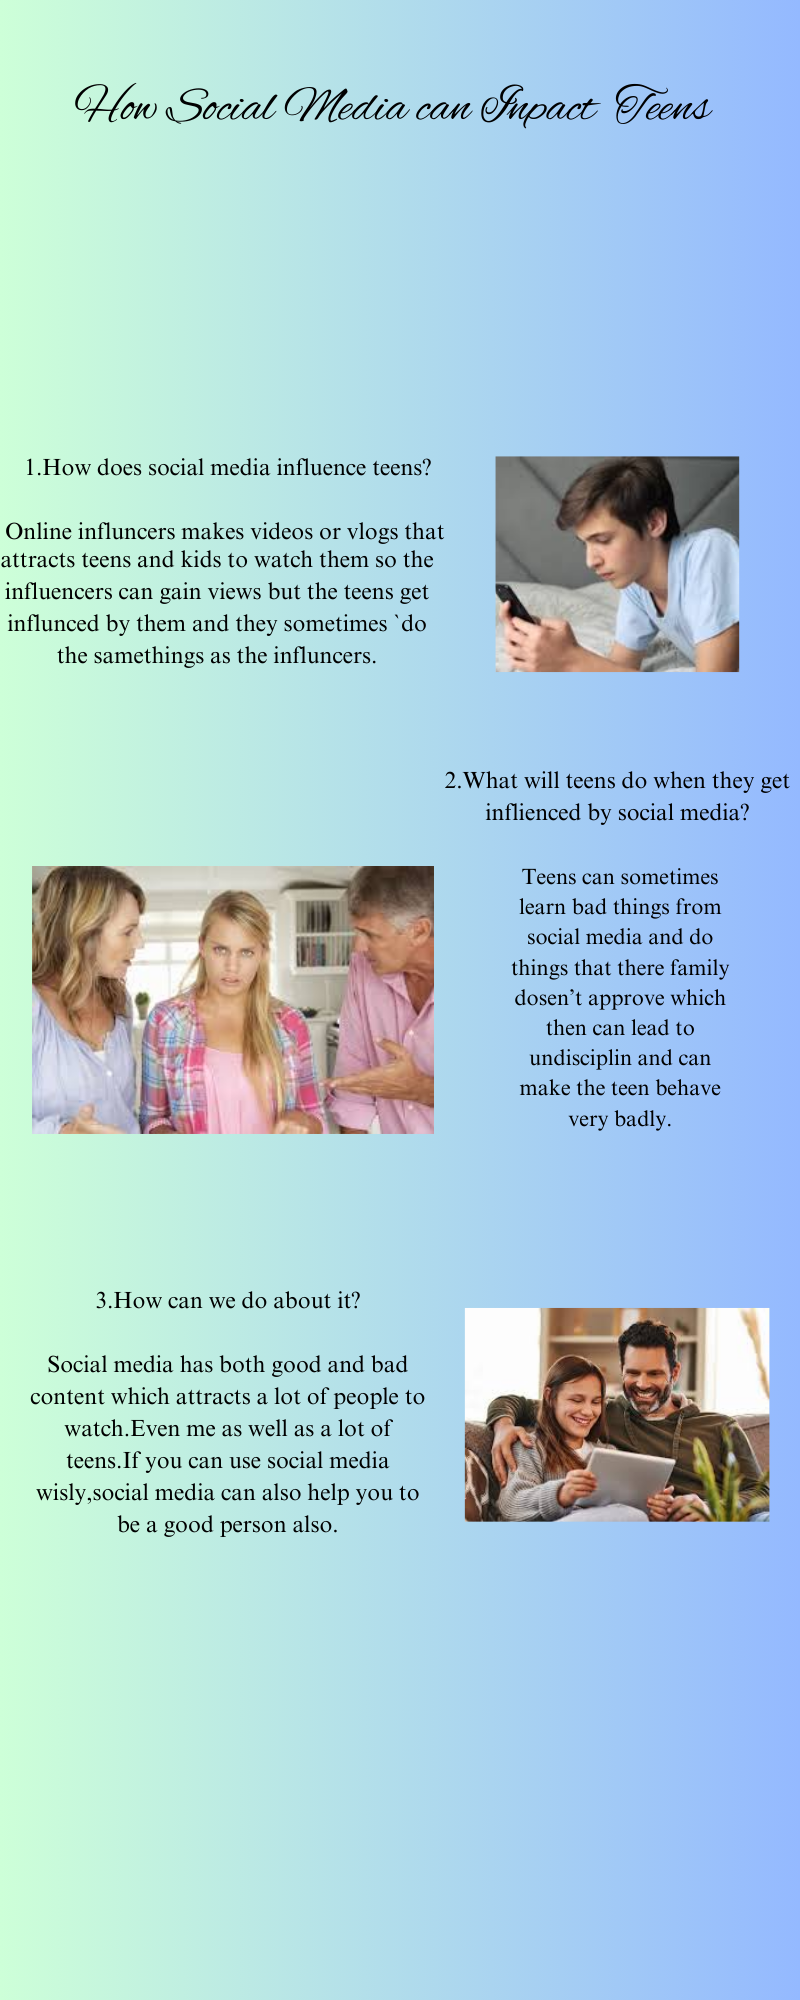 How Social Media can Inpact Teens
1.How does social media influence teens?
Online influncers makes videos or vlogs that
attracts teens and kids to watch them so the
influencers can gain views but the teens get
influnced by them and they sometimes `do
the samethings as the influncers.
2.What will teens do when they get
inflienced by social media?
Teens can sometimes
learn bad things from
social media and do
things that there family
dosen’t approve which
then can lead to
undisciplin and can
make the teen behave
very badly.
3.How can we do about it?
Social media has both good and bad
content which attracts a lot of people to
watch.Even me as well as a lot of
teens.If you can use social media
wisly,social media can also help you to
be a good person also.